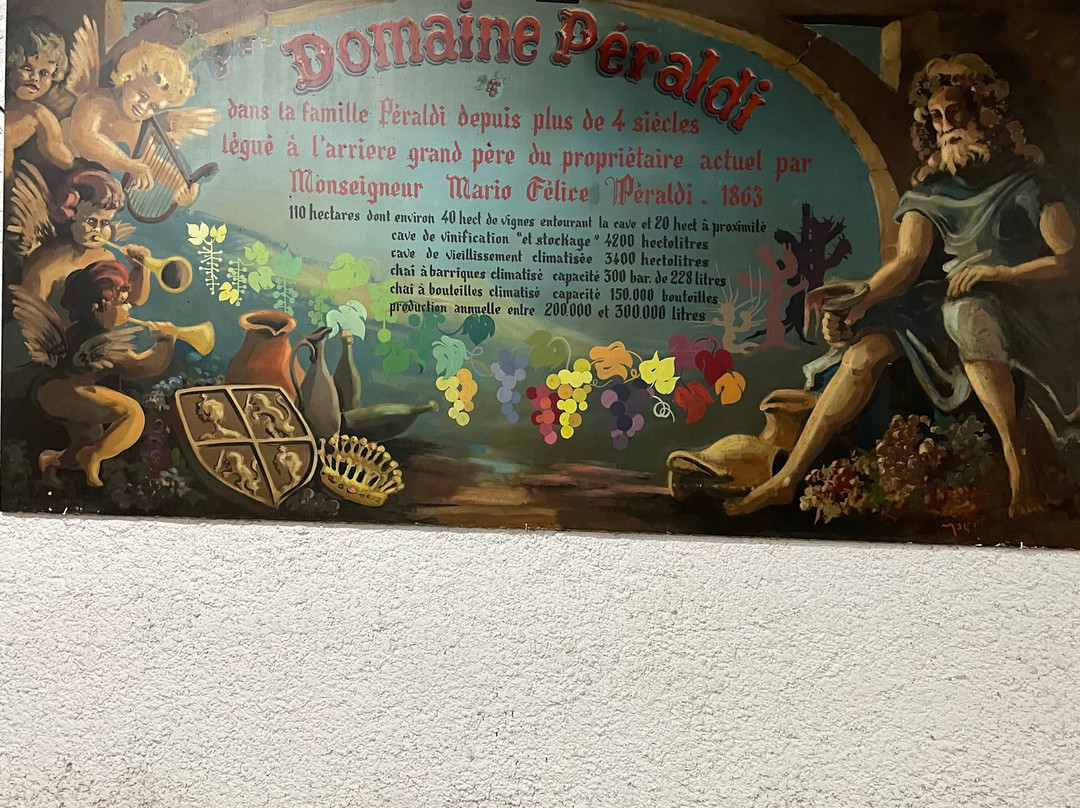 Domaine Péraldi
dans la famille Péraldi depuis plus de 4 siècles
légué à l'arriere grand père du propriétaire actuel par
Monseigneur Mario Félice Péraldi - 1863
110 hectares dont environ 40 hect de vignes entourant la cave et 20 hect à proximité
cave de vinification "et stockage" 4200 hectolitres
cave de vieillissement climatisée 3400 hectolitres
chai à barriques climatisé capacité 300 bar. de 228 litres
chai à bouteilles climatisé capacité 150.000 bouteilles
production annuelle entre 200.000 et 300.000 litres